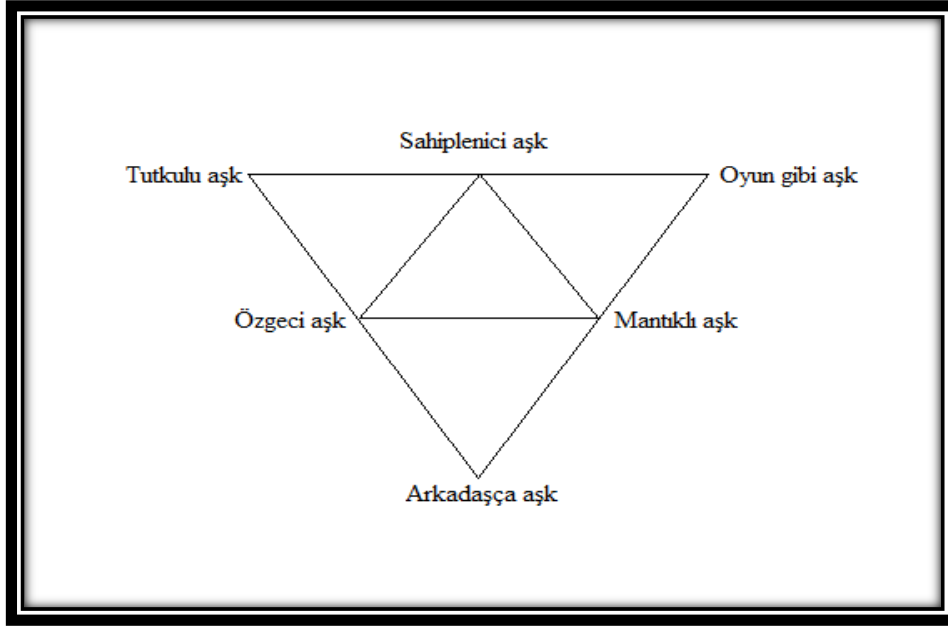 Sahiplenici aşk
Tutkulu aşk
Oyun gibi aşk
Özgeci aşk
Mantıklı aşk
Arkadaşça aşk